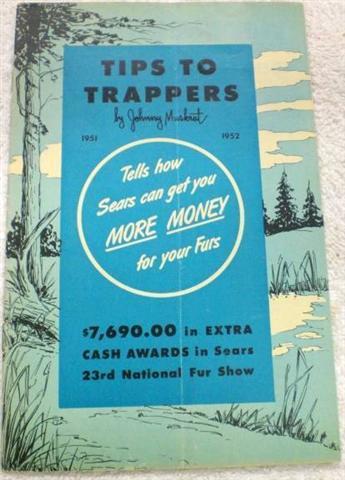 TIPS TO
TRAPPERS
by Johnny Muskrat
1951 1952
Tells how
Sears can get you
MORE MONEY
for your Furs
$7,690.00 in EXTRA
CASH AWARDS in Sears
23rd National Fur Show